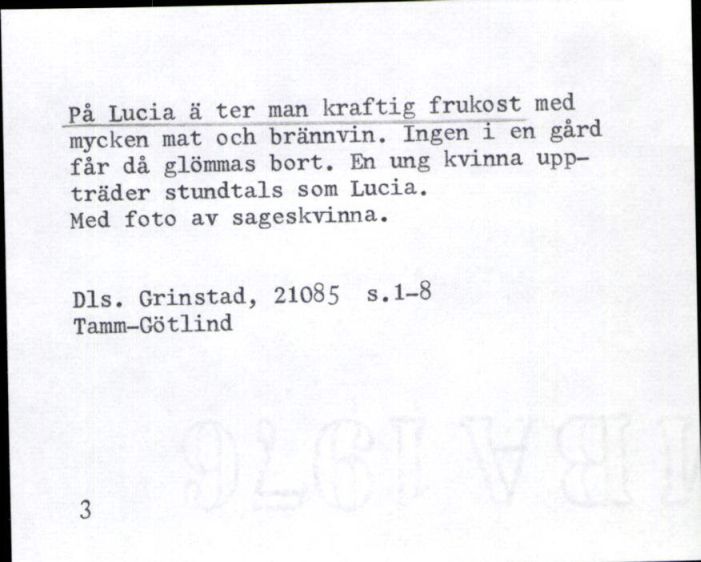 På Lucia ä ter man kraftig frukost med
mycken mat och brännvin. Ingen i en gård
får då glömmas bort. En ung kvinna upp-
träder stundtals som Lucia.
Med foto av sageskvinna.
Dls. Grinstad, 21085 s.1-8
Tamm-Götlind
3